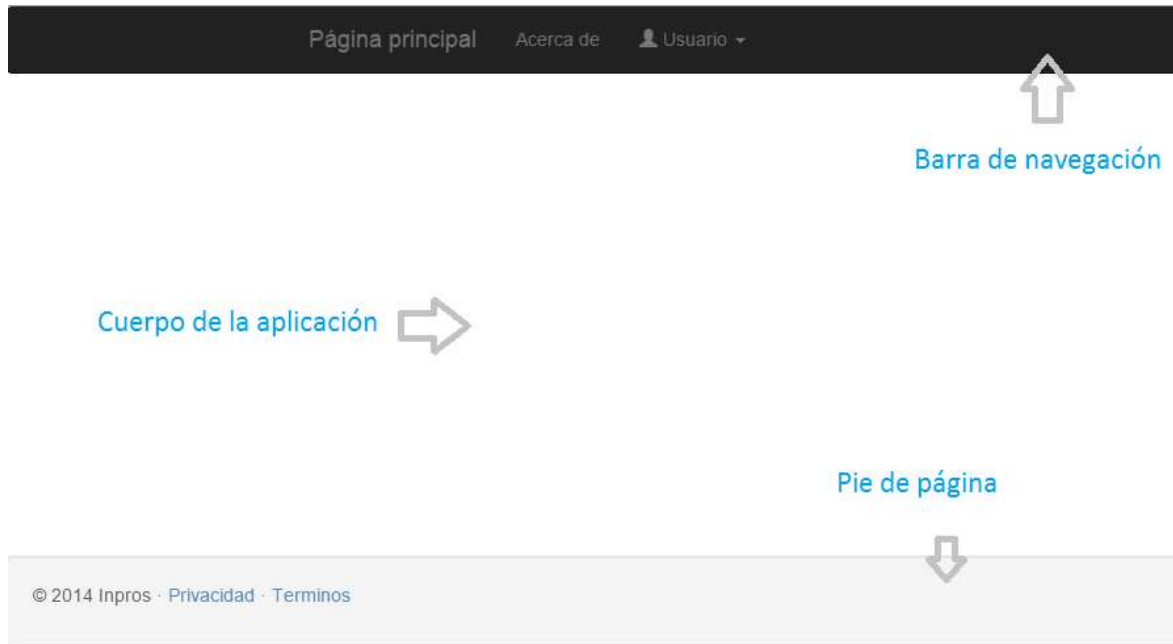 Página principal Acerca de Usuario
Barra de navegación
Cuerpo de la aplicación
Pie de página
© 2014 Inpros · Privacidad · Terminos